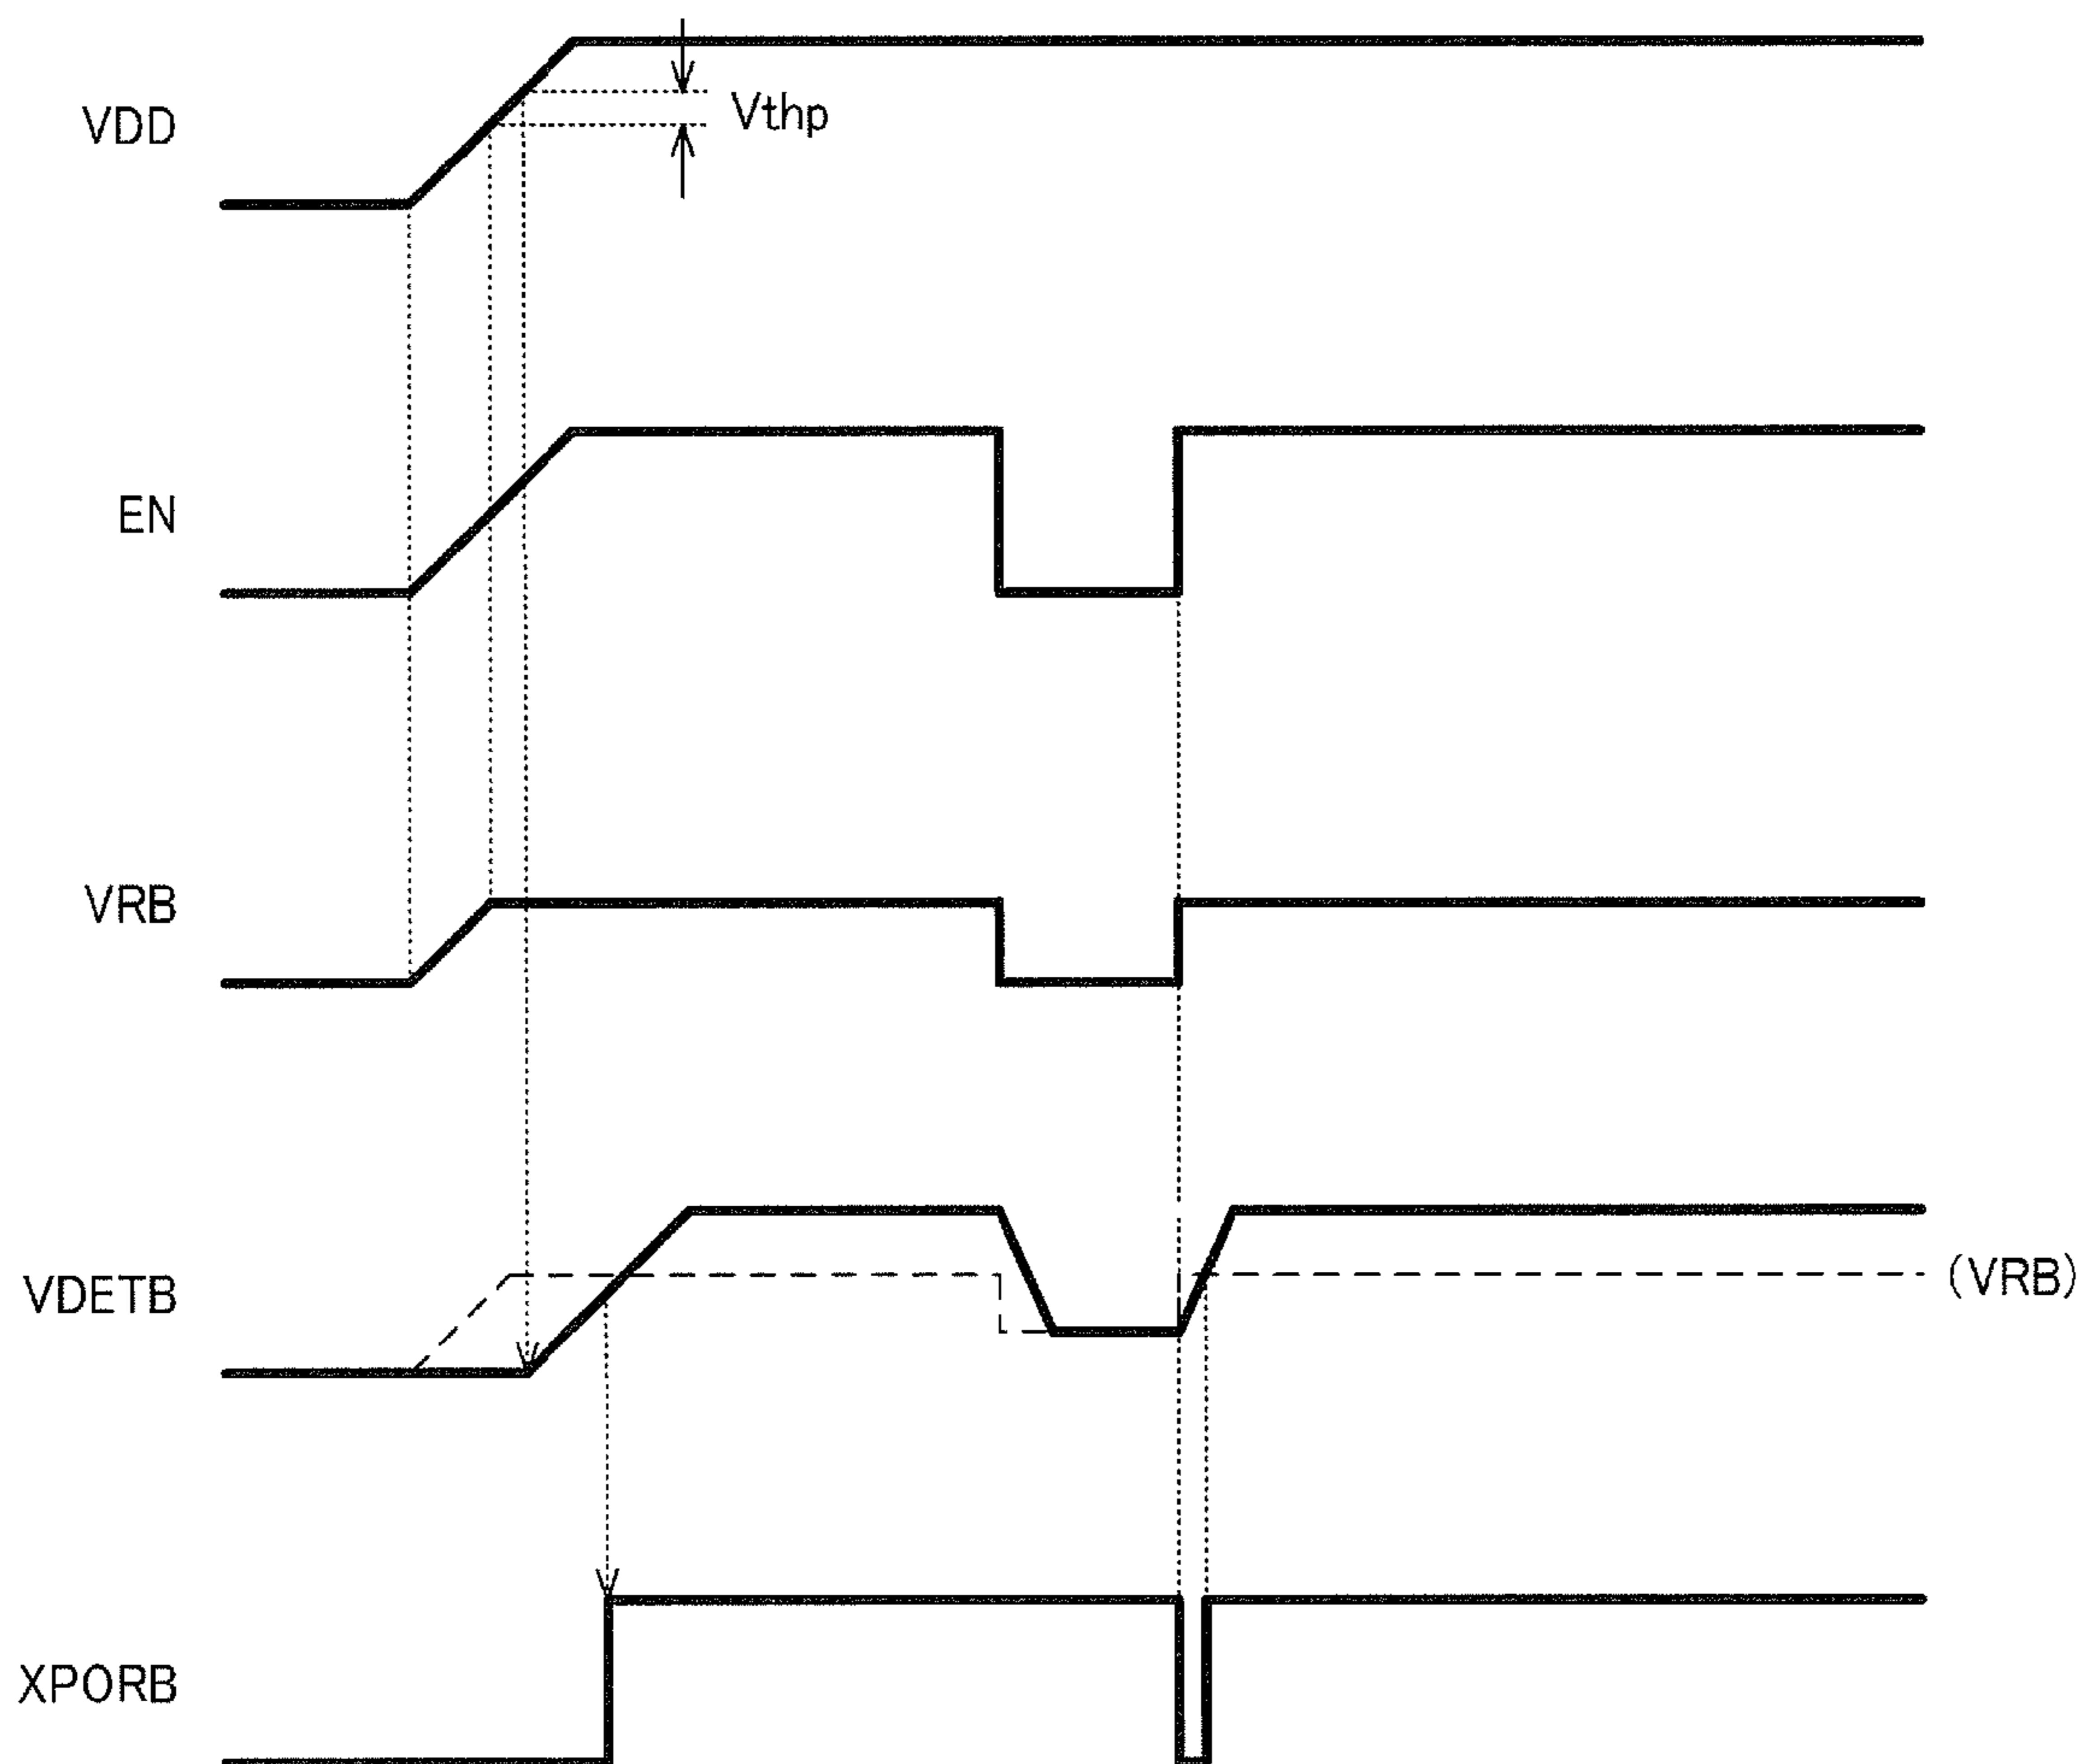 VDD
Vthp
EN
VRB
VDETB
(VRB)
XPORB